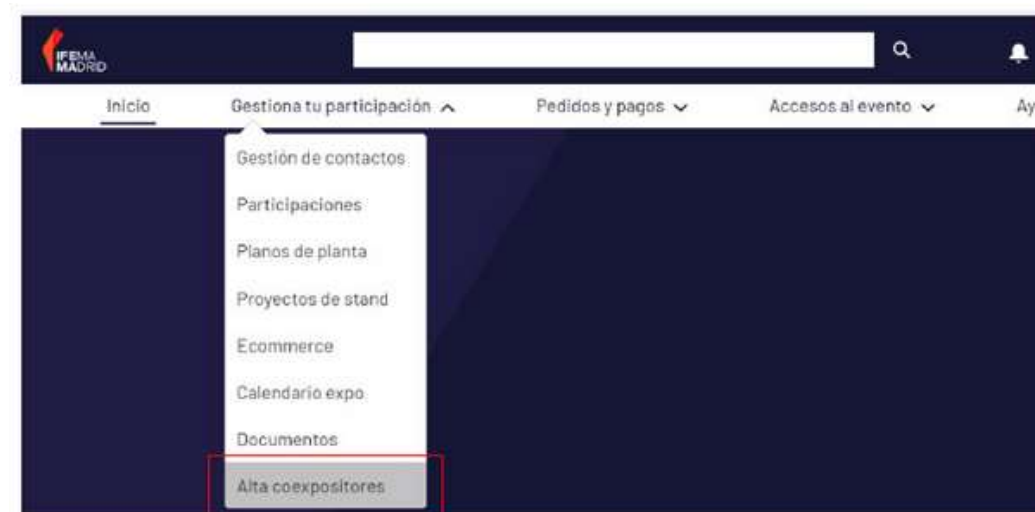 IFEMA
MADRID
Inicio Gestiona tu participación Pedidos y pagos Accesos al evento Ay
Gestión de contactos
Participaciones
Planos de planta
Proyectos de stand
Ecommerce
Calendario expo
Documentos
Alta coexpositores